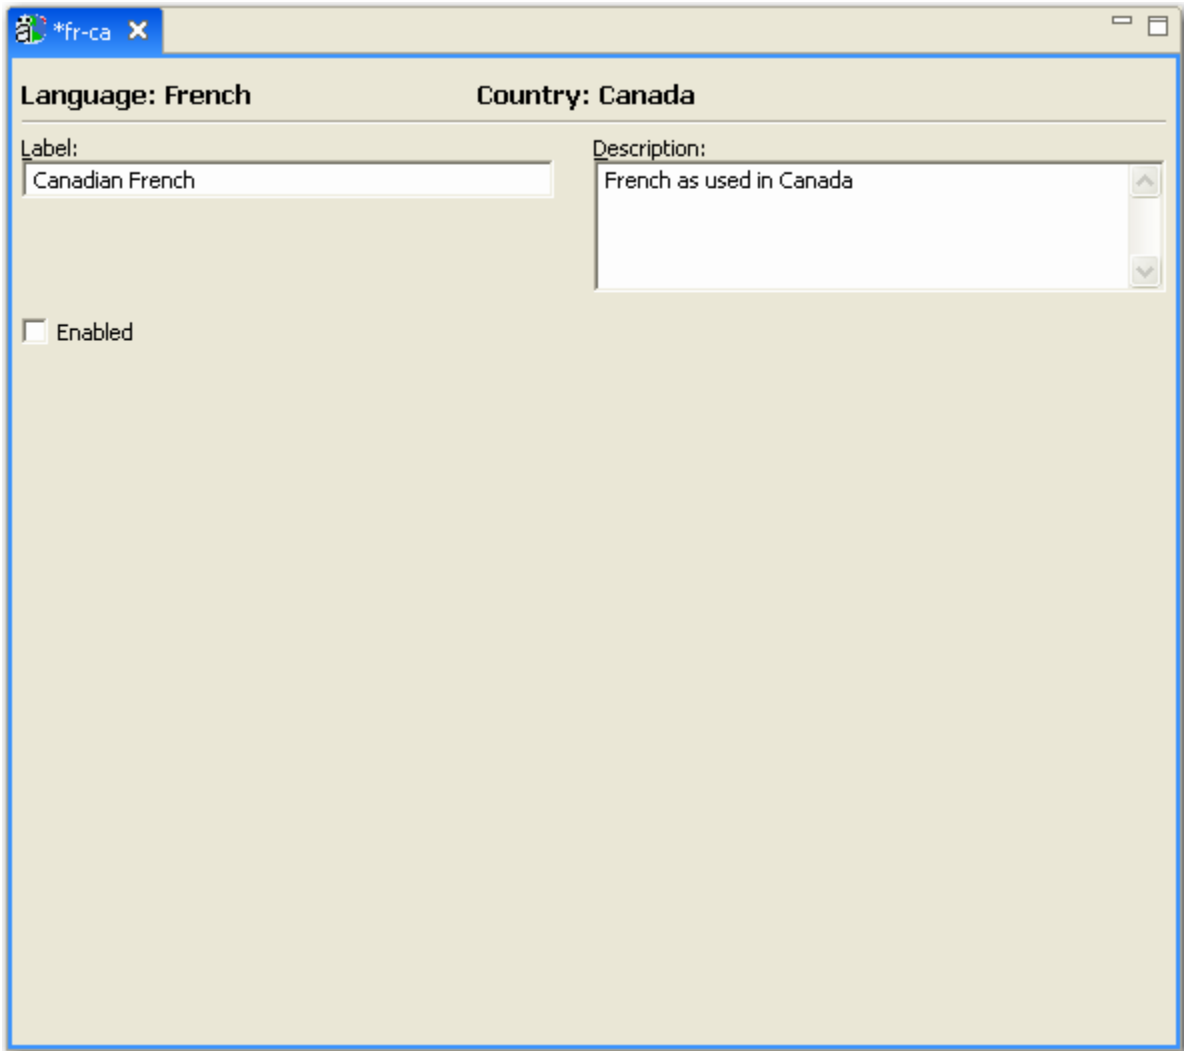 *fr-ca
Language: French Country: Canada
Label: Description:
Canadian French French as used in Canada
Enabled